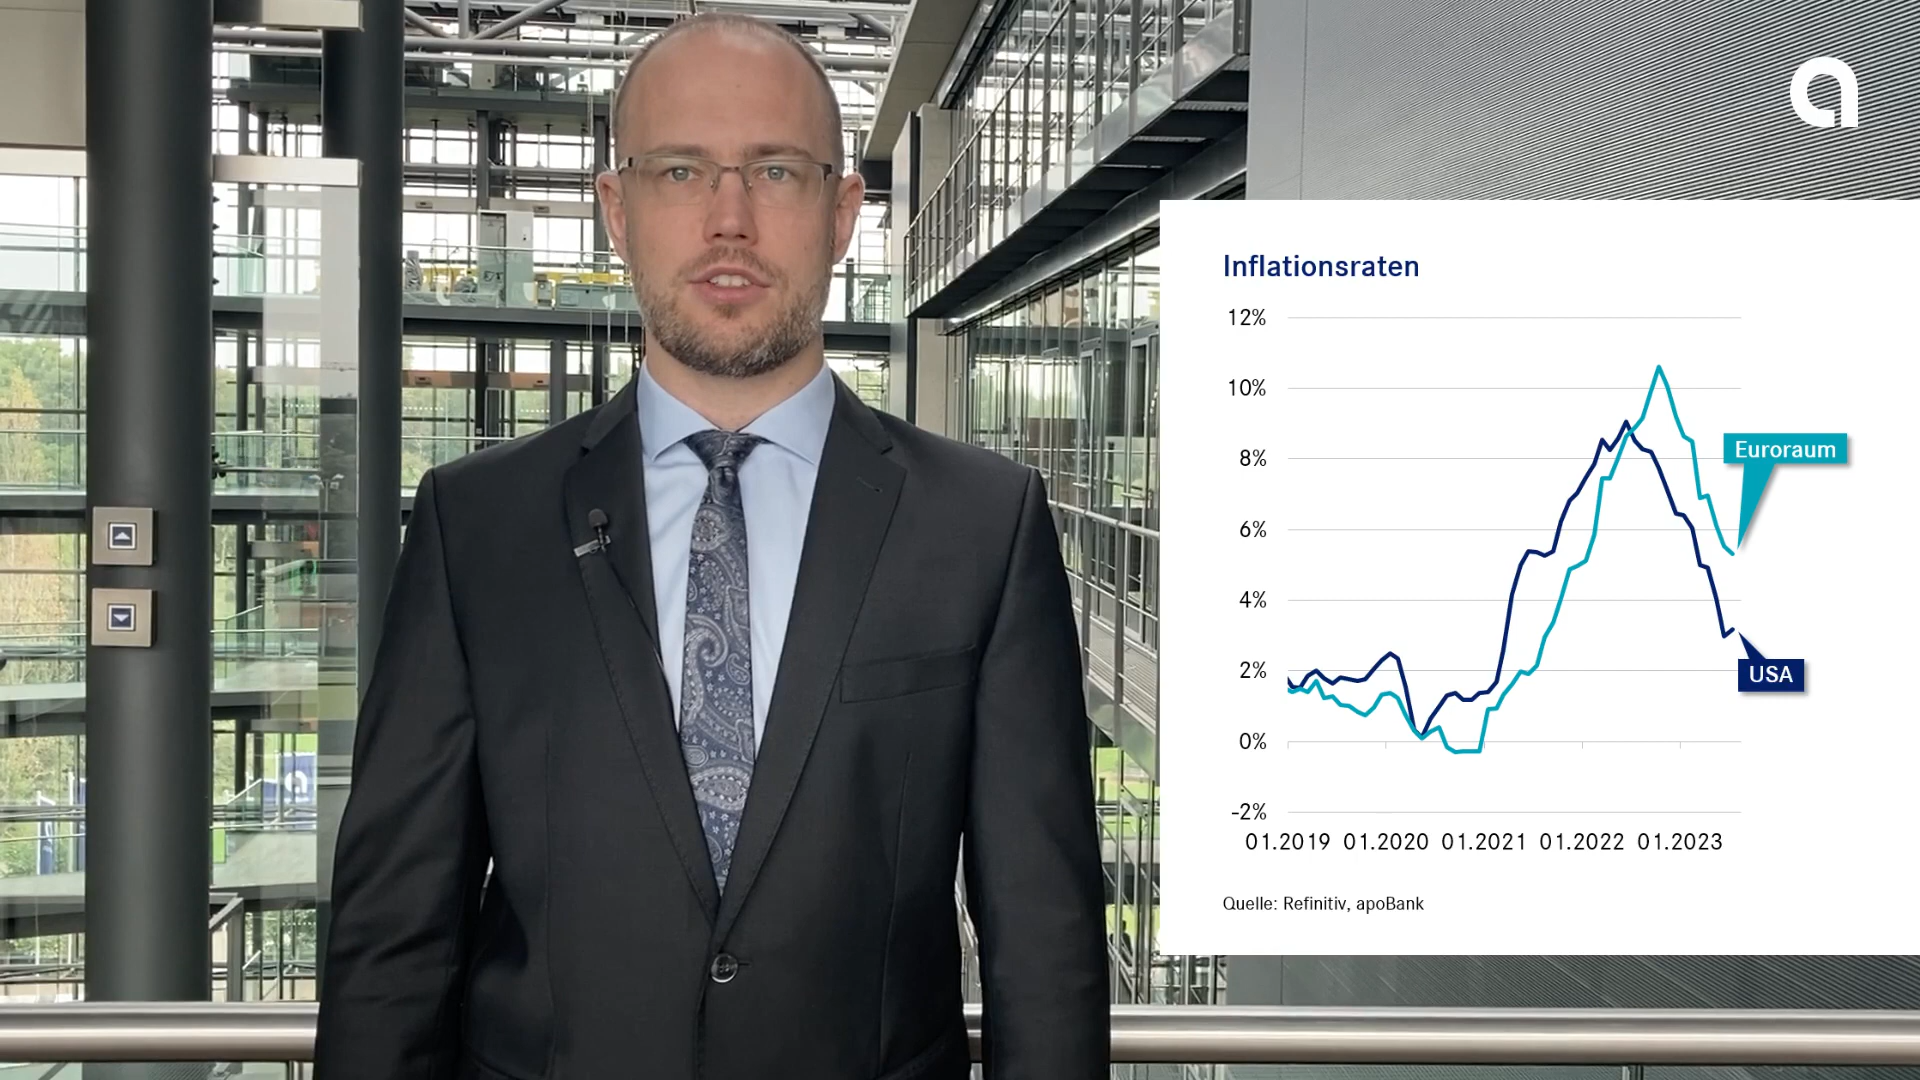 Inflationsraten
12%
10%
8%
6%
4%
2%
0%
-2%
01.2019 01.2020 01.2021 01.2022 01.2023
Euroraum
USA
Quelle: Refinitiv, apoBank